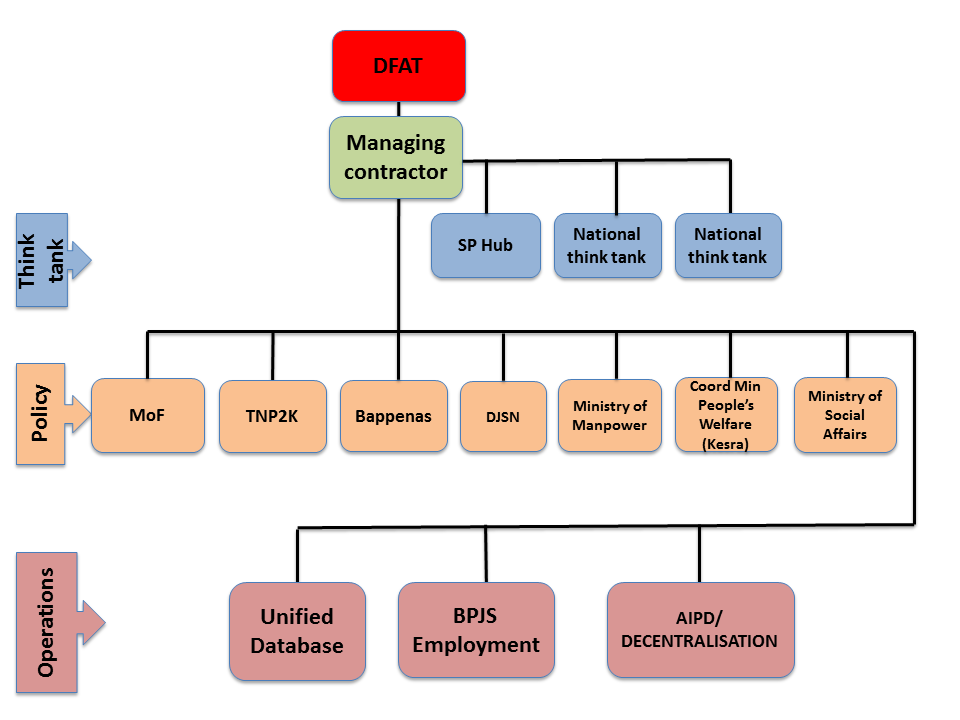 DFAT
Managing
contractor
Think
tank
SP Hub
National
think tank
National
think tank
Policy
MoF
TNP2K
Bappenas
DJSN
Ministry of
Manpower
Coord Min
People’s
Welfare
(Kesra)
Ministry of
Social
Affairs
Operations
Unified
Database
BPJS
Employment
AIPD/
DECENTRALISATION